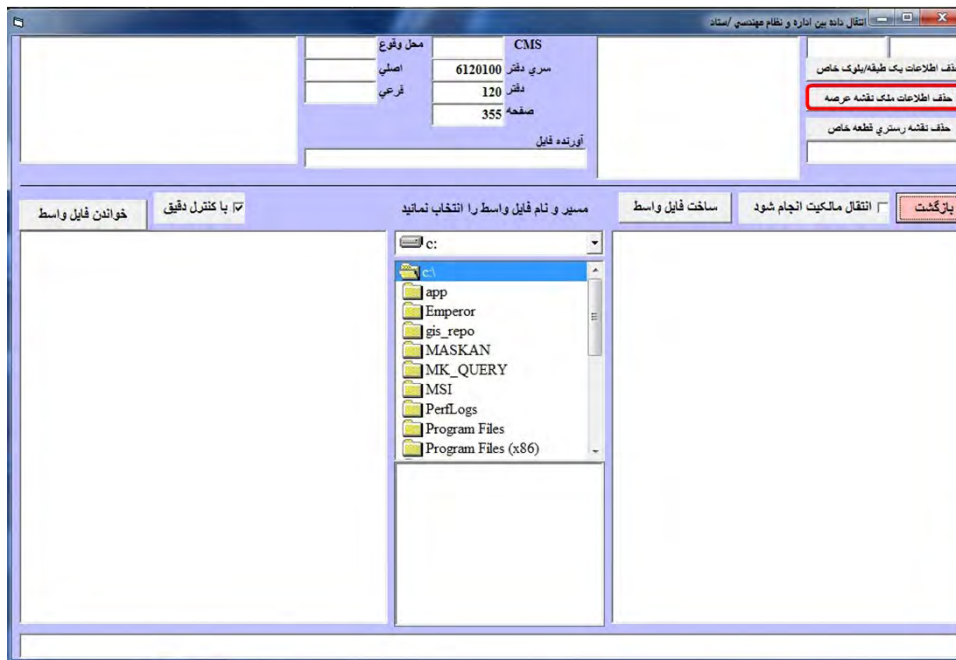 انتقال داده بين اداره و نظام مهندسي /ستاد
CMS
محل وقوع
سري دفتر 6120100
اصلي
دفتر 120
فرعي
صفحه 355
آورنده فايل
حذف اطلاعات يک طبقه/بلوک خاص
حذف اطلاعات ملک نقشه عرصه
حذف نقشه رستري قطعه خاص
بازگشت
انتقال مالکيت انجام شود
ساخت فايل واسط
مسير و نام فايل واسط را انتخاب نمائيد
با کنترل دقيق
خواندن فايل واسط
c:
c:\
app
Emperor
gis_repo
MASKAN
MK_QUERY
MSI
PerfLogs
Program Files
Program Files (x86)